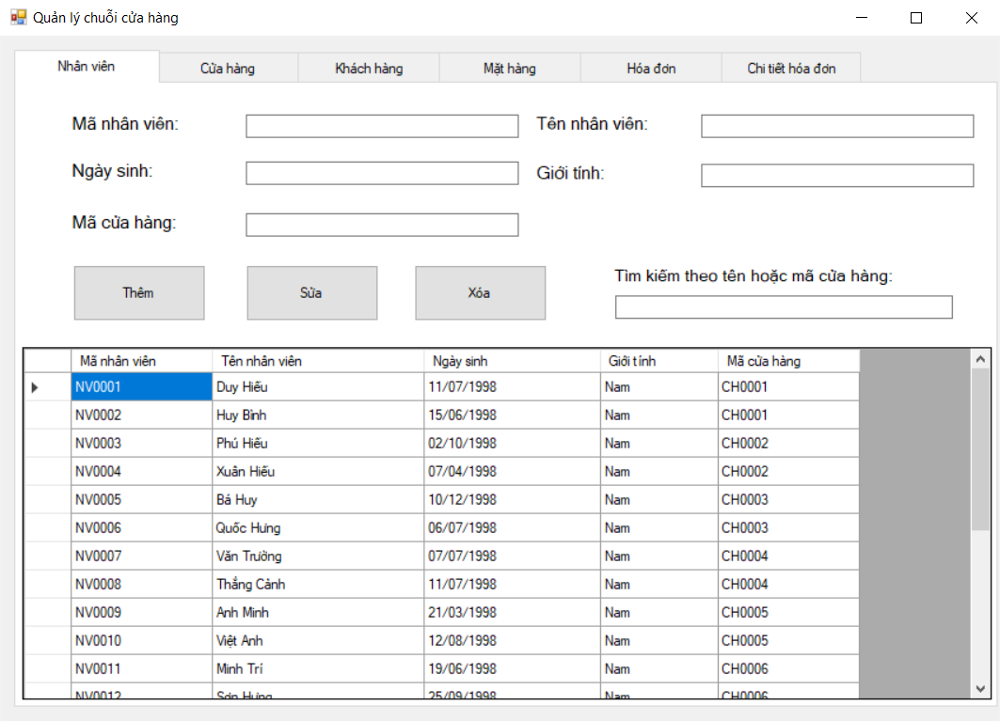 Quản lý chuỗi cửa hàng
Nhân viên Cửa hàng Khách hàng Mặt hàng Hóa đơn Chi tiết hóa đơn
Mã nhân viên: Tên nhân viên:
Ngày sinh: Giới tính:
Mã cửa hàng:
Tìm kiếm theo tên hoặc mã cửa hàng:
Thêm Sửa Xóa
Mã nhân viên Tên nhân viên Ngày sinh Giới tính Mã cửa hàng
NV0001 Duy Hiếu 11/07/1998 Nam CH0001
NV0002 Huy Bình 15/06/1998 Nam CH0001
NV0003 Phú Hiếu 02/10/1998 Nam CH0002
NV0004 Xuân Hiếu 07/04/1998 Nam CH0002
NV0005 Bá Huy 10/12/1998 Nam CH0003
NV0006 Quốc Hưng 06/07/1998 Nam CH0003
NV0007 Văn Trường 07/07/1998 Nam CH0004
NV0008 Thắng Cảnh 11/07/1998 Nam CH0004
NV0009 Anh Minh 21/03/1998 Nam CH0005
NV0010 Việt Anh 12/08/1998 Nam CH0005
NV0011 Minh Trí 19/06/1998 Nam CH0006
NV0012 Sơn Hưng 25/09/1998 Nam CH0006